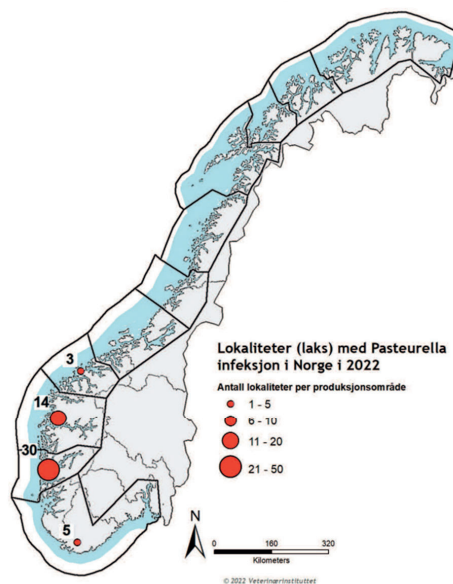 3
14
30
5
Lokaliteter (laks) med Pasteurella
infeksjon i Norge i 2022
Antall lokaliteter per produksjonsområde
1 - 5
6 - 10
11 - 20
21 - 50
N
0 160 320
Kilometers
© 2022 Veterinærinstituttet